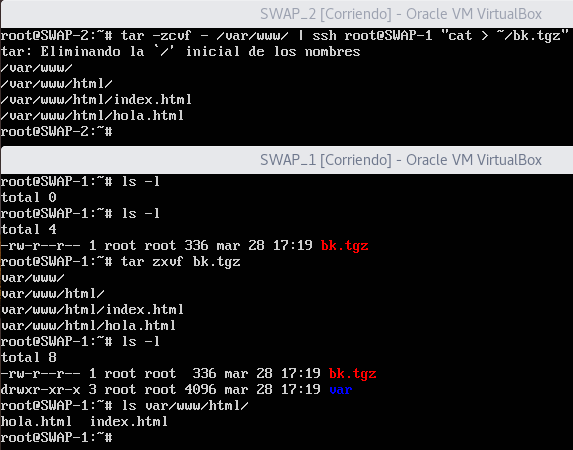 SWAP_2 [Corriendo] - Oracle VM VirtualBox
root@SWAP-2:~# tar -zcvf - /var/www/ | ssh root@SWAP-1 "cat > ~/bk.tgz"
tar: Eliminando la `/' inicial de los nombres
/var/www/
/var/www/html/
/var/www/html/index.html
/var/www/html/hola.html
root@SWAP-2:~#
SWAP_1 [Corriendo] - Oracle VM VirtualBox
root@SWAP-1:~# ls -l
total 0
root@SWAP-1:~# ls -l
total 4
-rw-r--r-- 1 root root 336 mar 28 17:19 bk.tgz
root@SWAP-1:~# tar zxvf bk.tgz
var/www/
var/www/html/
var/www/html/index.html
var/www/html/hola.html
root@SWAP-1:~# ls -l
total 8
-rw-r--r-- 1 root root  336 mar 28 17:19 bk.tgz
drwxr-xr-x 3 root root 4096 mar 28 17:19 var
root@SWAP-1:~# ls var/www/html/
hola.html  index.html
root@SWAP-1:~#